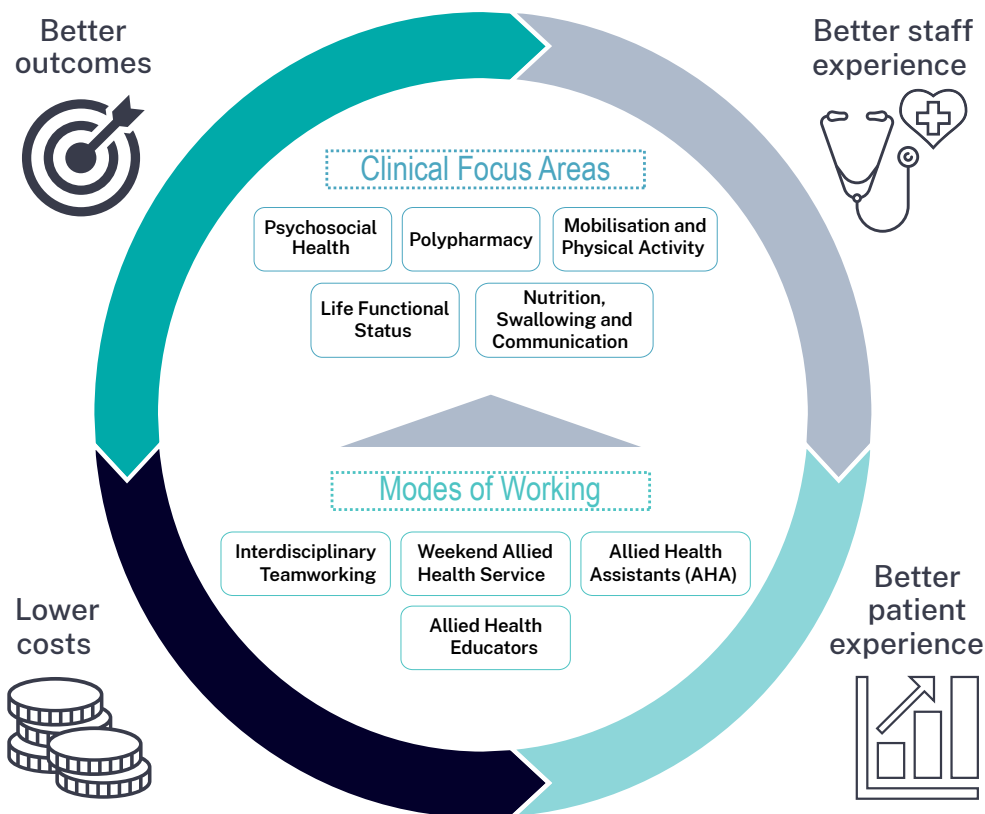 Better
outcomes
Better staff
experience
Clinical Focus Areas
Psychosocial
Health
Polypharmacy
Mobilisation and
Physical Activity
Life Functional
Status
Nutrition,
Swallowing and
Communication
Modes of Working
Interdisciplinary
Teamworking
Weekend Allied
Health Service
Allied Health
Assistants (AHA)
Allied Health
Educators
Lower
costs
Better
patient
experience